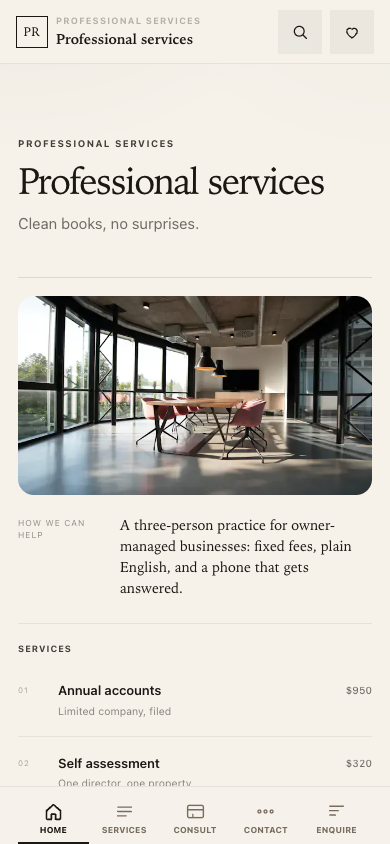 PR
PROFESSIONAL SERVICES
Professional services
PROFESSIONAL SERVICES
Professional services
Clean books, no surprises.
HOW WE CAN
HELP
A three-person practice for owner-
managed businesses: fixed fees, plain
English, and a phone that gets
answered.
SERVICES
01
Annual accounts
$950
Limited company, filed
02
Self assessment
$320
One director, one property
HOME
SERVICES
CONSULT
CONTACT
ENQUIRE